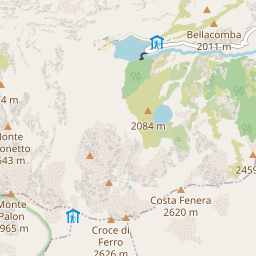 Bellacomba
2011 m
4 m
2084 m
Monte
onetto
643 m
2459
Costa Fenera
2620 m
Monte
Palon
965 m
Croce di
Ferro
2626 m